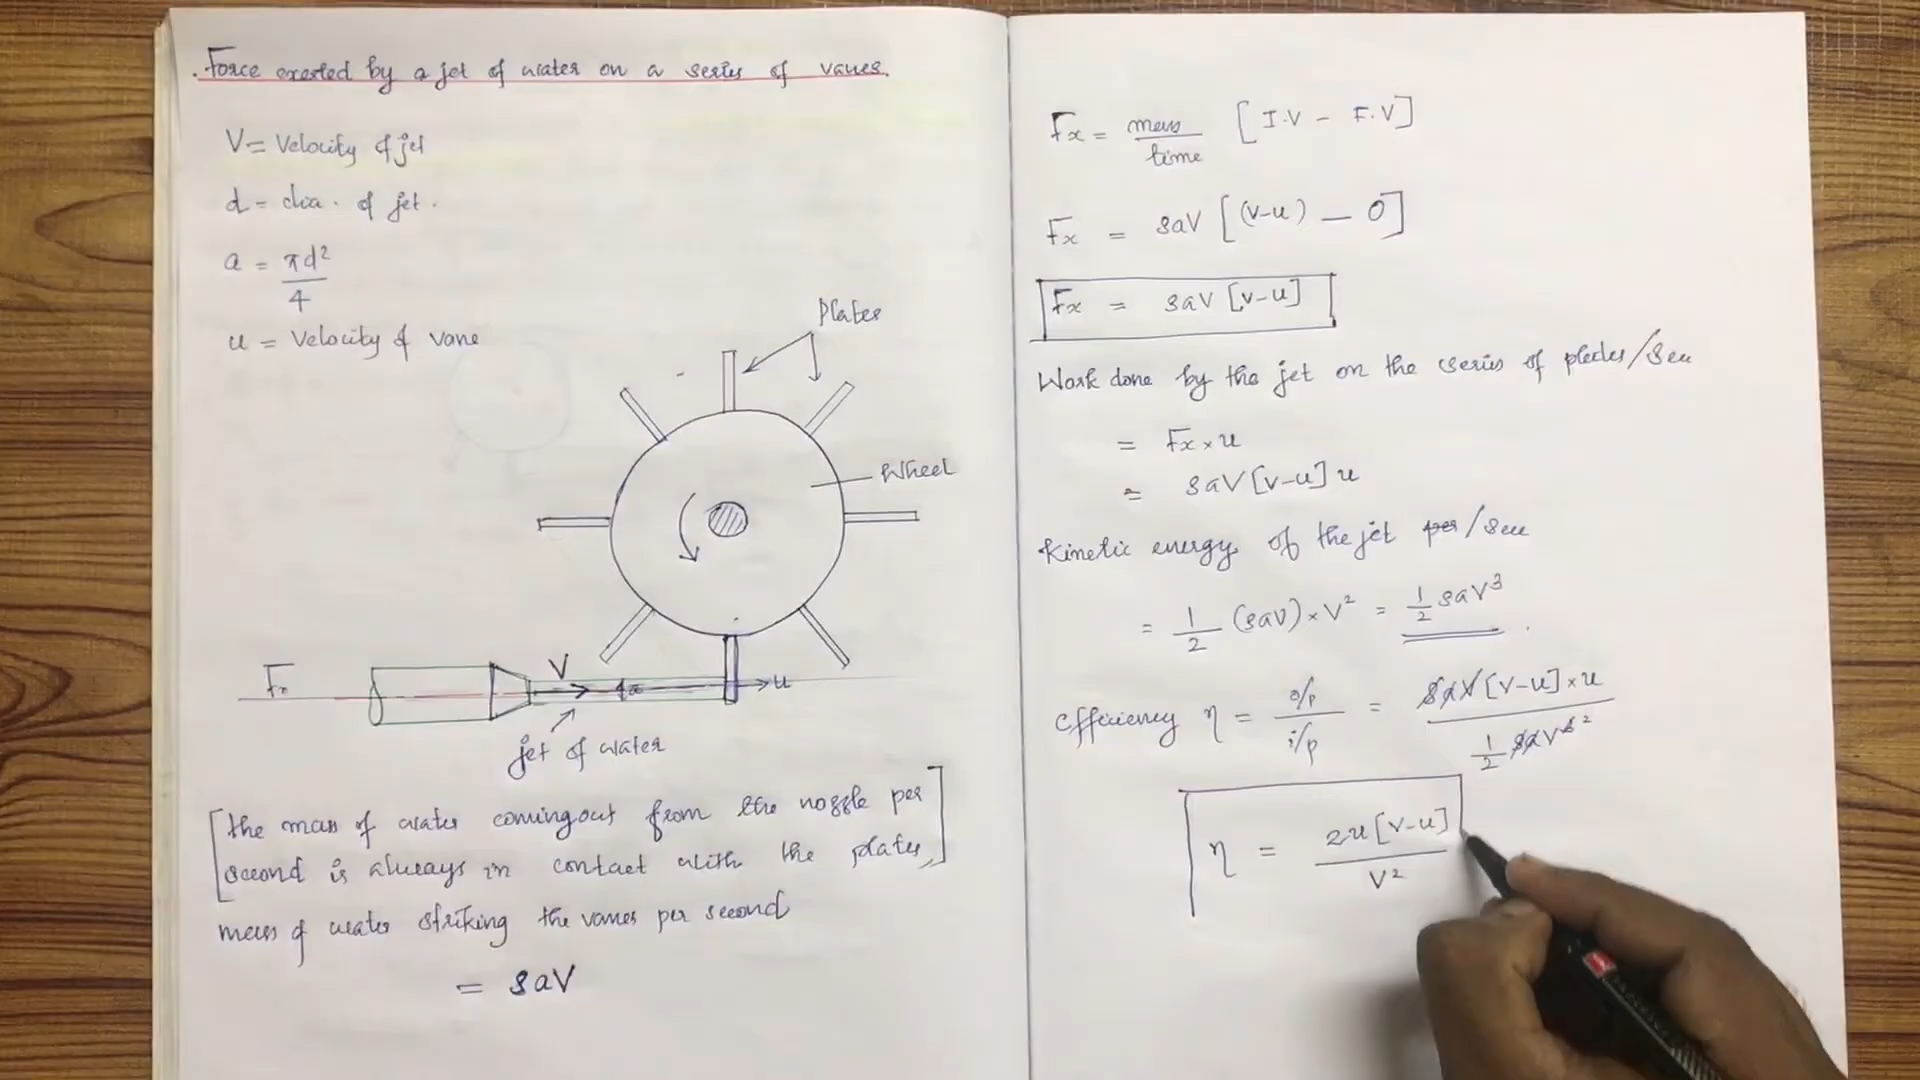 Force exerted by a jet of water on a series of vanes.
V = Velocity of jet
d = dia. of jet.
a = πd²/4
u = Velocity of vane
Plates
Wheel
Fx
V
a
u
jet of water
[the mass of water coming out from the nozzle per
second is always in contact with the plates,]
mass of water striking the vanes per second
= ρaV
Fx = mass/time [I.V - F.V]
Fx = ρaV [(V-u) - 0]
Fx = ρaV [V-u]
Work done by the jet on the series of plates/sec
= Fx × u
= ρaV [V-u] u
Kinetic energy of the jet per/sec
= 1/2 (ρaV) × V² = 1/2 ρaV³
Efficiency η = o/p / i/p = ρaV [V-u] × u / 1/2 ρaV³ ²
η = 2u [V-u] / V²